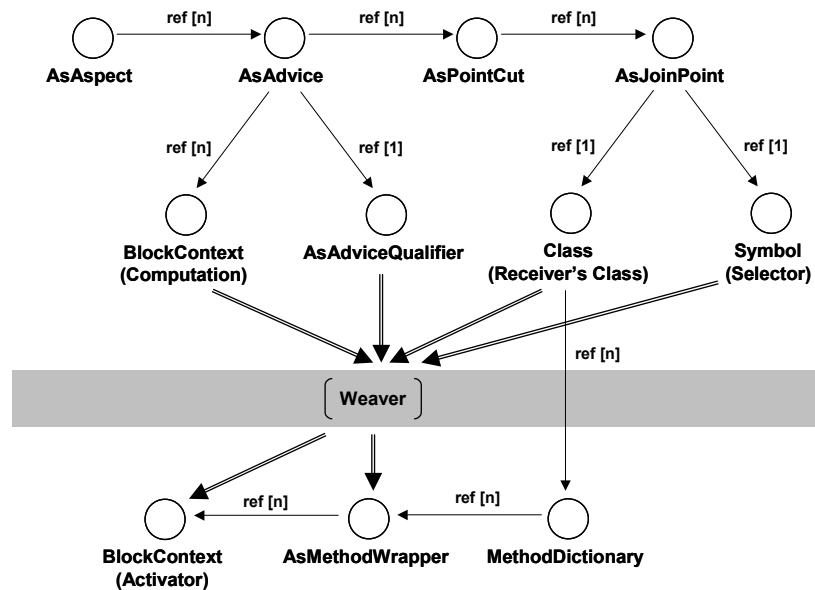 ref [n]
ref [n]
ref [n]
AsAspect
AsAdvice
AsPointCut
AsJoinPoint
ref [n]
ref [1]
ref [1]
ref [1]
BlockContext
(Computation)
AsAdviceQualifier
Class
(Receiver's Class)
Symbol
(Selector)
ref [n]
Weaver
ref [n]
ref [n]
BlockContext
(Activator)
AsMethodWrapper
MethodDictionary